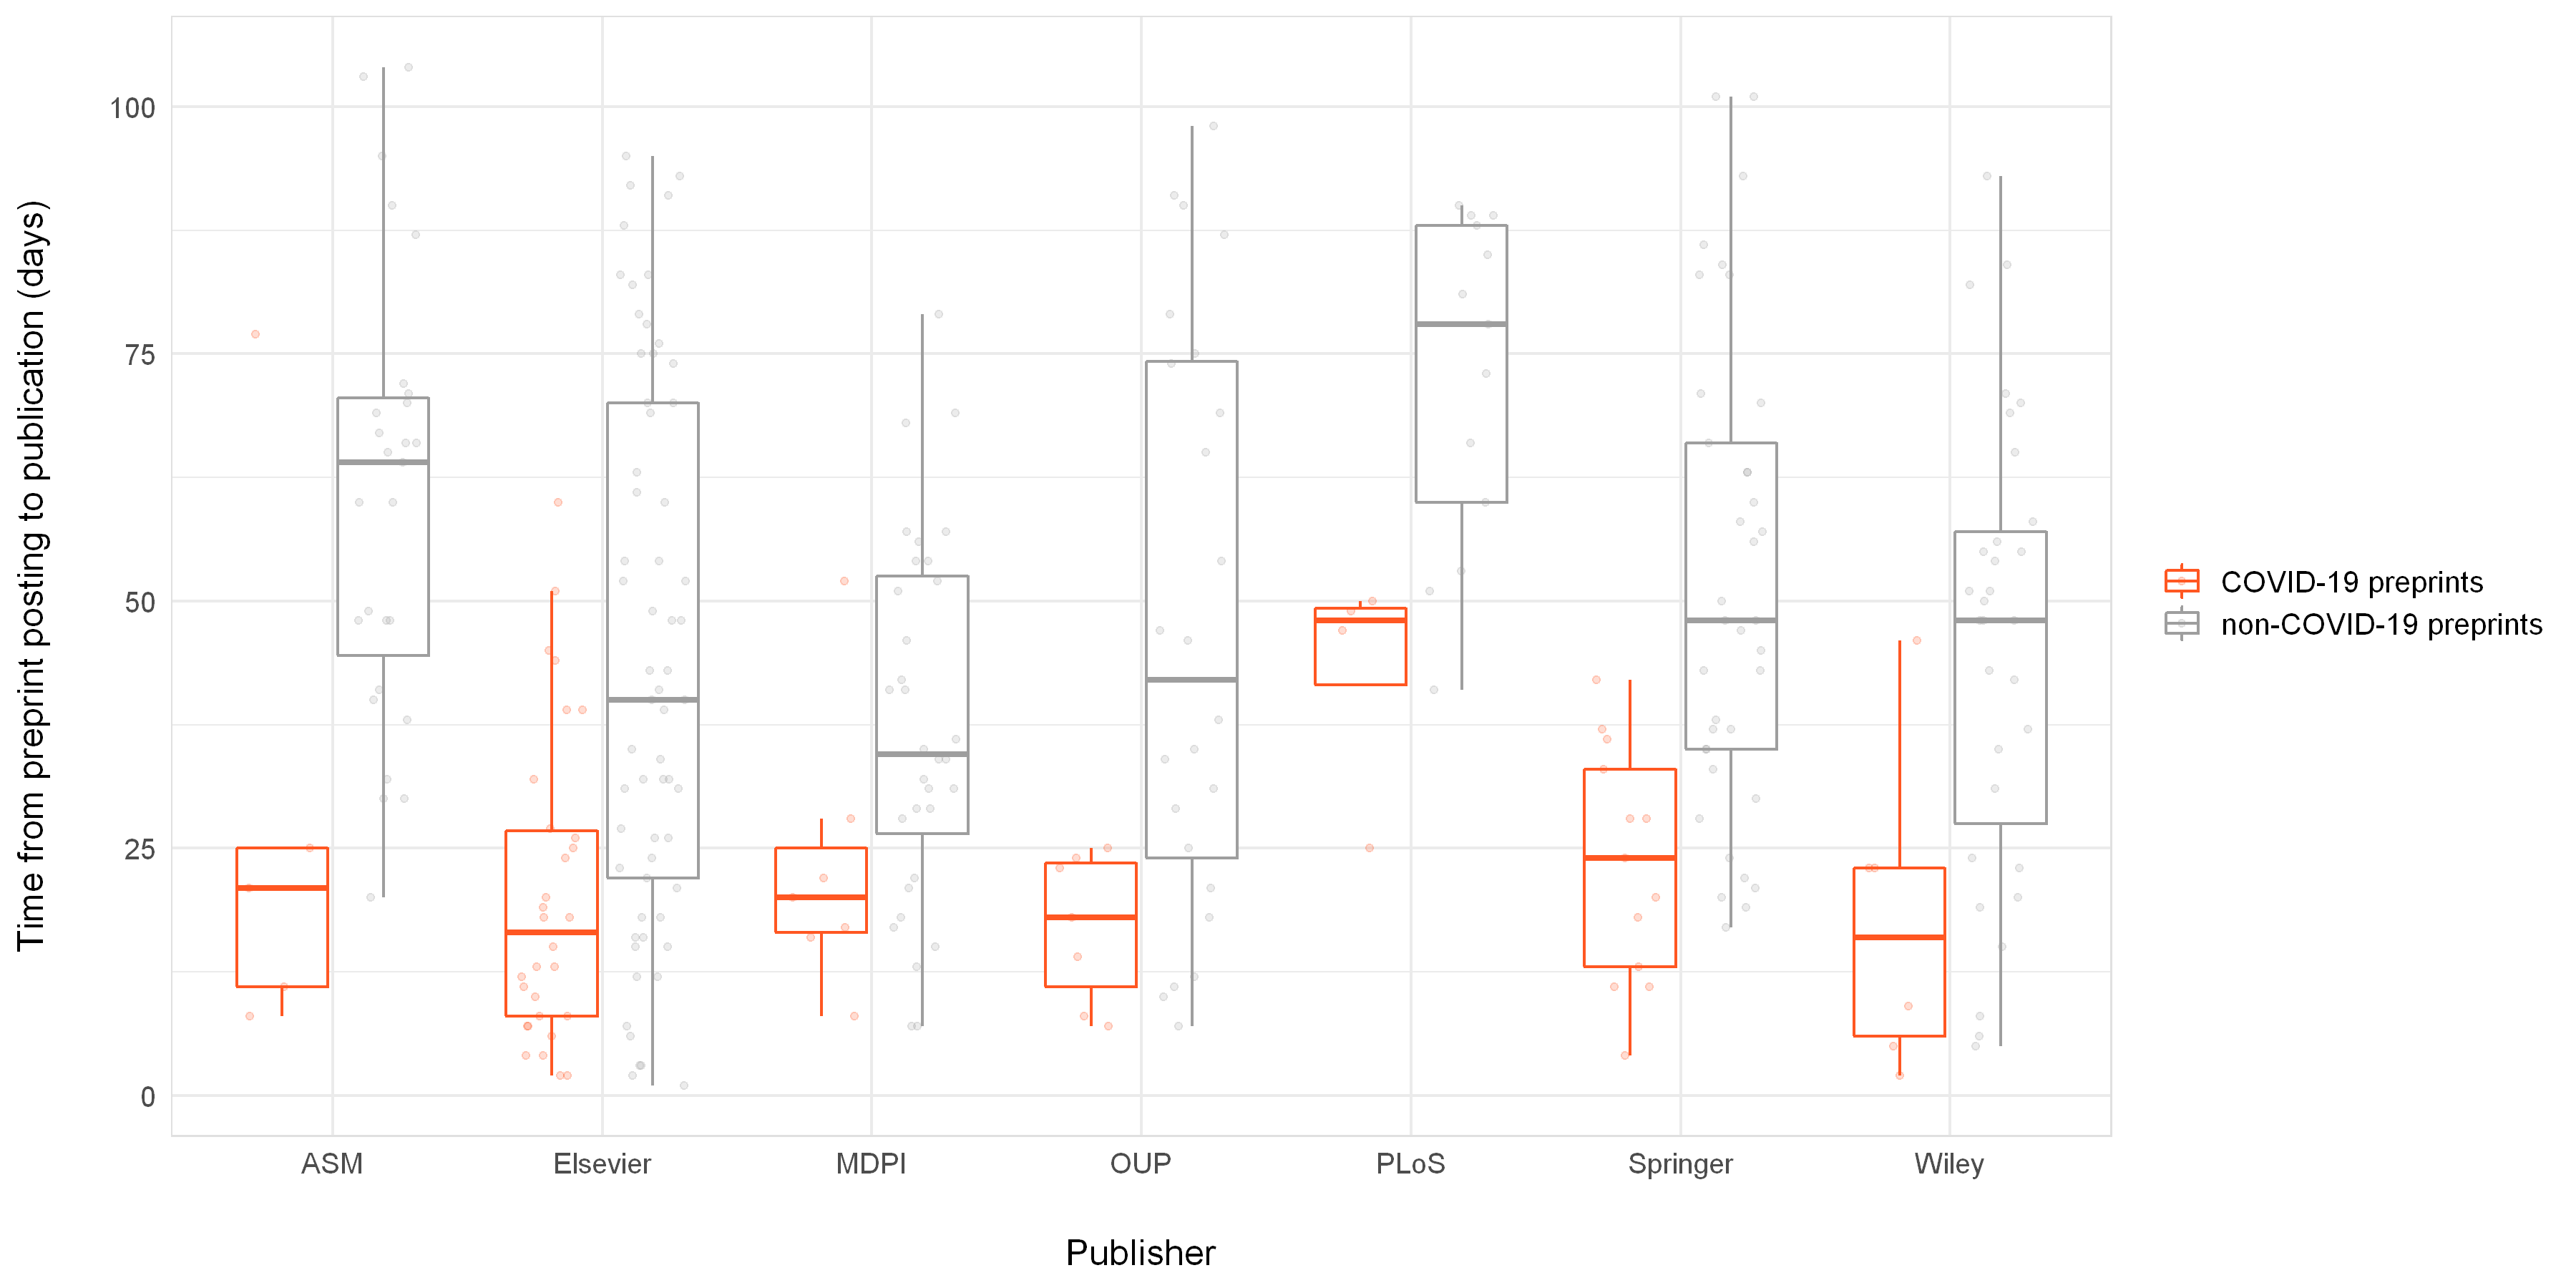 Time from preprint posting to publication (days)
100
75
50
25
0
ASM
Elsevier
MDPI
OUP
PLoS
Springer
Wiley
Publisher
COVID-19 preprints
non-COVID-19 preprints